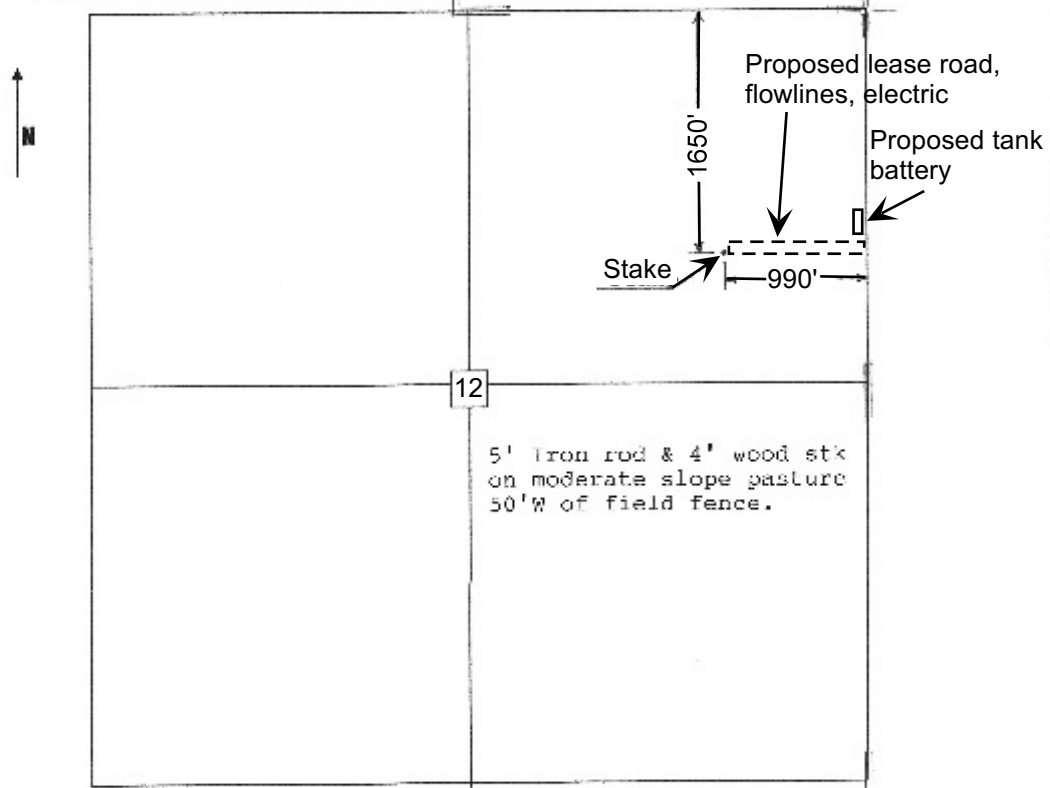 N
1650'
Proposed lease road,
flowlines, electric
Proposed tank
battery
Stake
990'
12
5' Iron rod & 4' wood stk
on moderate slope pasture
50'W of field fence.